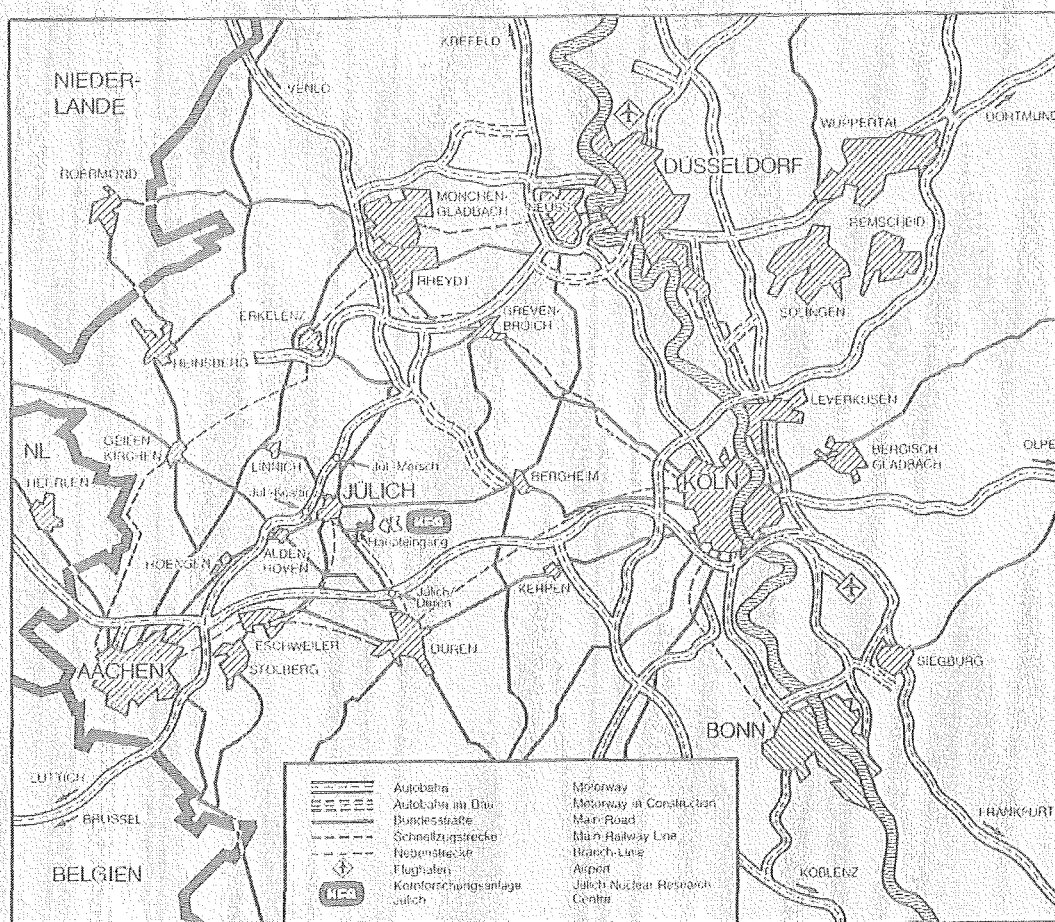 KREFELD
NIEDER-
LANDE
VENLO
DORTMUND
WUPPERTAL
DÜSSELDORF
ROERMOND
MÖNCHEN-
GLADBACH
NEUSS
REMSCHEID
RHEYDT
ERKELENZ
GREVEN-
BROICH
SOLINGEN
HEINSBERG
LEVERKUSEN
GEILEN
KIRCHEN
NL
LINNICH
BERGISCH
GLADBACH
OLPE
HEERLEN
JÜLICH
BERGHEIM
KÖLN
KFA
Haupteingang
HOENGEN
ALDEN-
HOVEN
Jülich/
Düren
KERPEN
ESCHWEILER
DÜREN
AACHEN
STOLBERG
SIEGBURG
BONN
LÜTTICH
BRÜSSEL
FRANKFURT
BELGIEN
KOBLENZ
Autobahn Motorway
Autobahn im Bau Motorway in Construction
Bundesstraße Main Road
Schnellzugstrecke Main Railway Line
Nebenstrecke Branch-Line
Flughafen Airport
KFA Kernforschungsanlage Jülich Nuclear Research
Jülich Centre